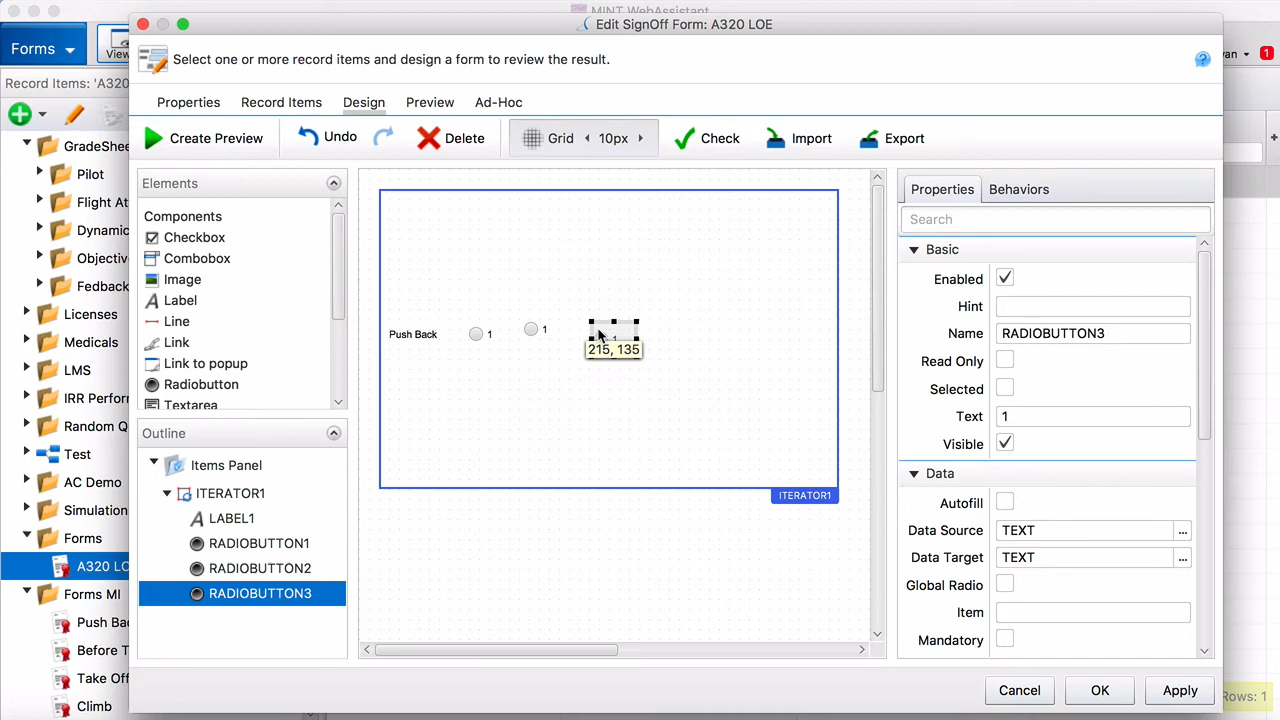 MINT WebAssistant
Edit SignOff Form: A320 LOE
Forms
View
Select one or more record items and design a form to review the result.
1
Record Items: 'A320
Properties
Record Items
Design
Preview
Ad-Hoc
Create Preview
Undo
Delete
Grid
10px
Check
Import
Export
GradeShee
Pilot
Flight At
Dynamic
Objectiv
Fedback
Licenses
Medicals
LMS
IRR Perforn
Random Q
Test
AC Demo
Simulation
Forms
A320 LO
Forms MI
Push Ba
Before T
Take Off
Climb
Elements
Components
Checkbox
Combobox
Image
Label
Line
Link
Link to popup
Radiobutton
Textarea
Outline
Items Panel
ITERATOR1
LABEL1
RADIOBUTTON1
RADIOBUTTON2
RADIOBUTTON3
Push Back
1
1
1
215, 135
ITERATOR1
Properties
Behaviors
Search
Basic
Enabled
Hint
Name
RADIOBUTTON3
Read Only
Selected
Text
1
Visible
Data
Autofill
Data Source
TEXT
...
Data Target
TEXT
...
Global Radio
Item
Mandatory
Cancel
OK
Apply
Rows: 1